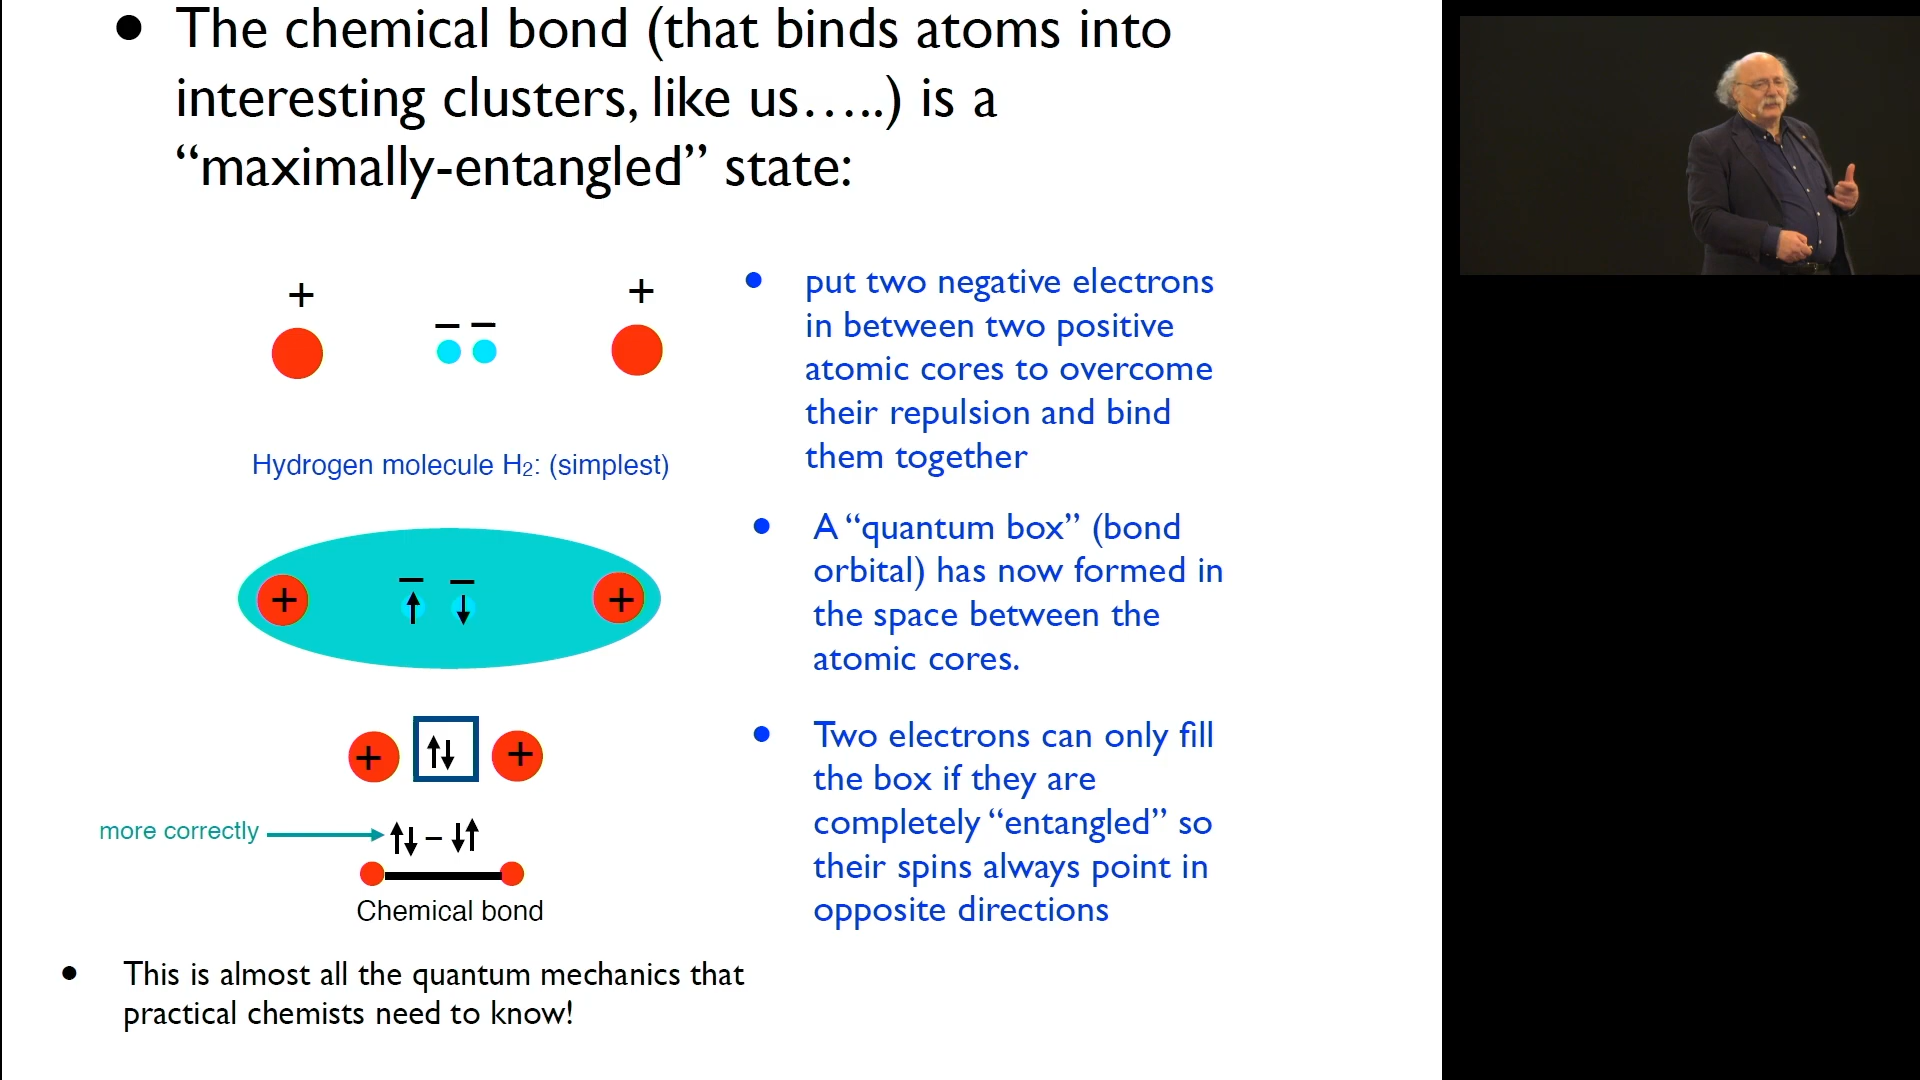 • The chemical bond (that binds atoms into
interesting clusters, like us…..) is a
“maximally-entangled” state:
+ +
– –
Hydrogen molecule H₂: (simplest)
• put two negative electrons
in between two positive
atomic cores to overcome
their repulsion and bind
them together
– –
+ ↑ ↓ +
• A “quantum box” (bond
orbital) has now formed in
the space between the
atomic cores.
+ ↑↓ +
more correctly
↑↓ – ↓↑
Chemical bond
• Two electrons can only fill
the box if they are
completely “entangled” so
their spins always point in
opposite directions
• This is almost all the quantum mechanics that
practical chemists need to know!